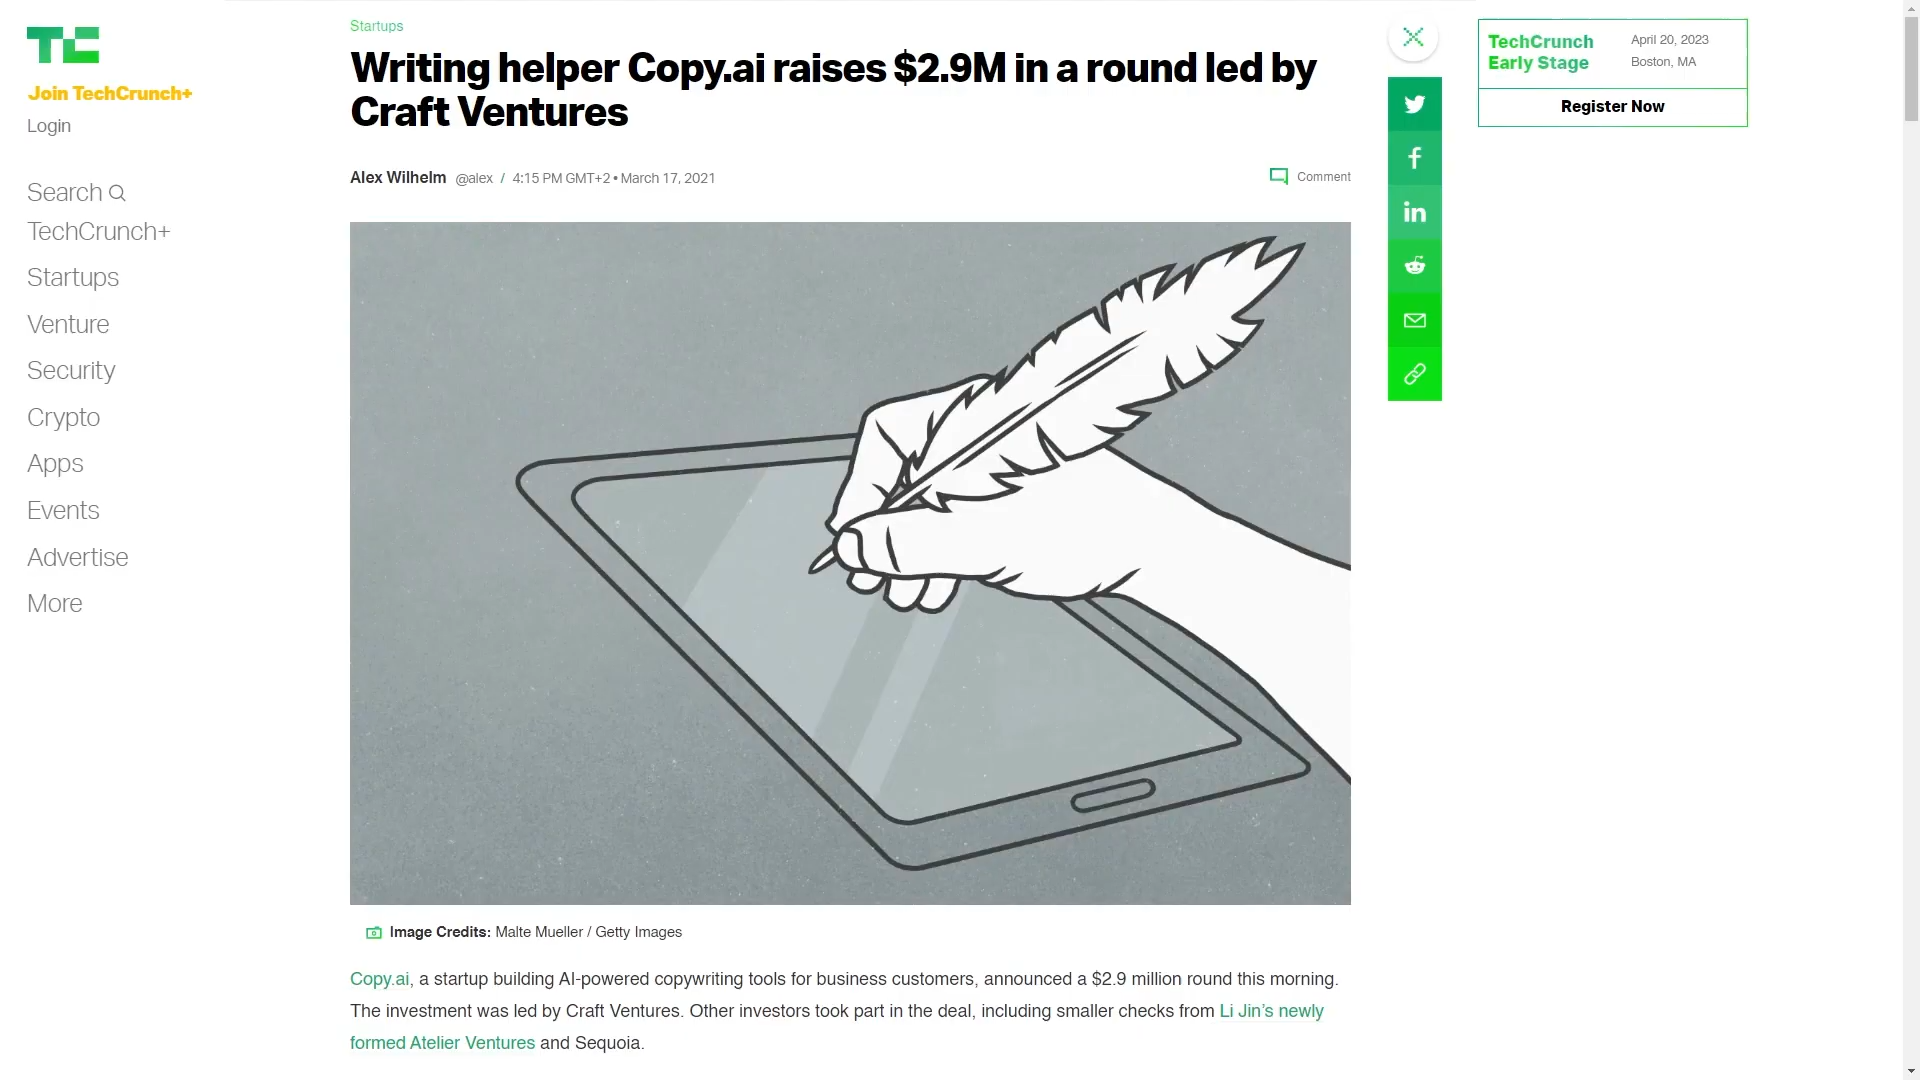 TC
Join TechCrunch+
Login
Search
TechCrunch+
Startups
Venture
Security
Crypto
Apps
Events
Advertise
More
Startups
Writing helper Copy.ai raises $2.9M in a round led by
Craft Ventures
Alex Wilhelm @alex / 4:15 PM GMT+2 • March 17, 2021
Comment
Image Credits: Malte Mueller / Getty Images
Copy.ai, a startup building AI-powered copywriting tools for business customers, announced a $2.9 million round this morning.
The investment was led by Craft Ventures. Other investors took part in the deal, including smaller checks from Li Jin’s newly
formed Atelier Ventures and Sequoia.
TechCrunch
Early Stage
April 20, 2023
Boston, MA
Register Now